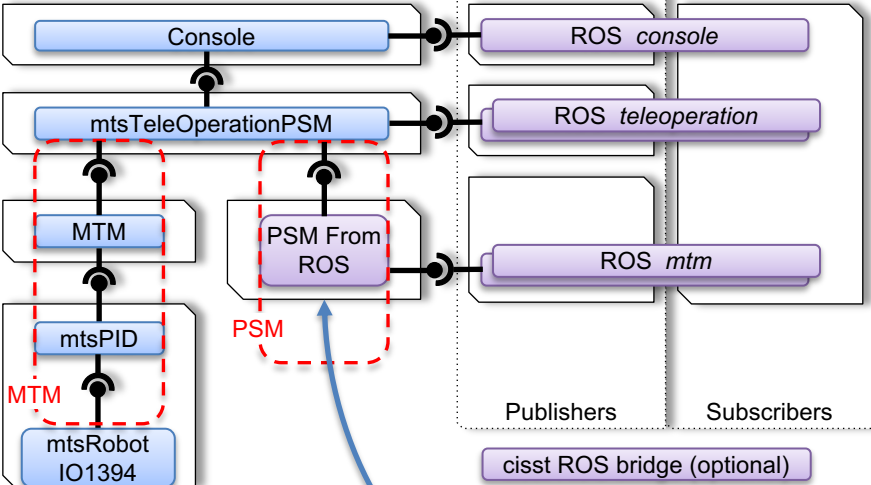 Console
ROS console
mtsTeleOperationPSM
ROS teleoperation
MTM
PSM From
ROS
ROS mtm
mtsPID
PSM
MTM
Publishers
Subscribers
mtsRobot
IO1394
cisst ROS bridge (optional)